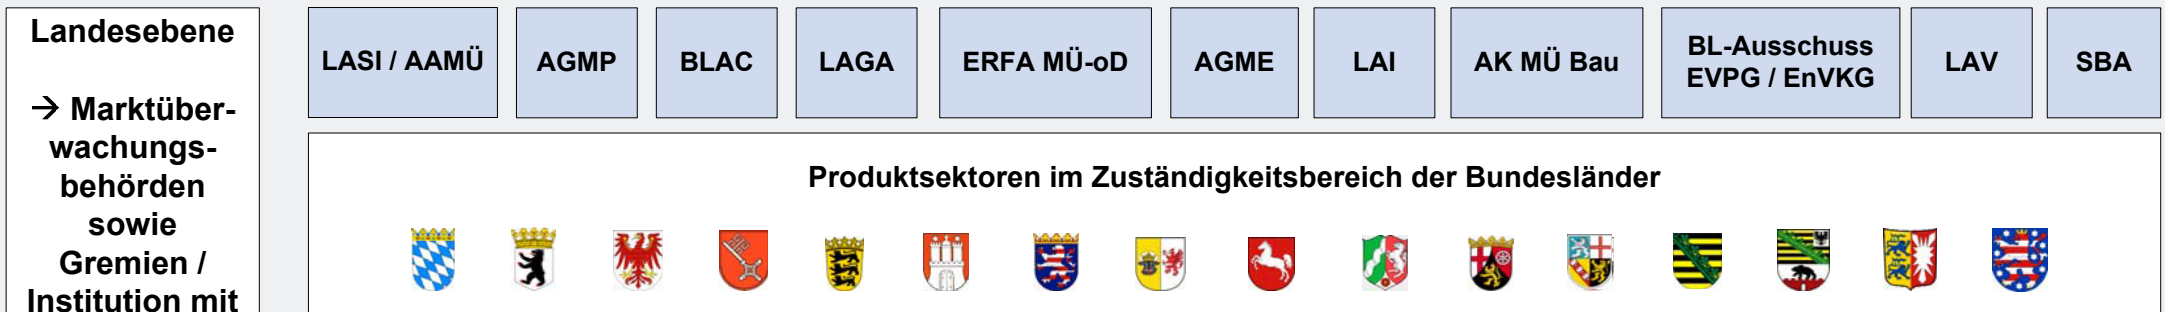 Landesebene
→ Marktüber-
wachungs-
behörden
sowie
Gremien /
Institution mit
LASI / AAMÜ
AGMP
BLAC
LAGA
ERFA MÜ-oD
AGME
LAI
AK MÜ Bau
BL-Ausschuss
EVPG / EnVKG
LAV
SBA
Produktsektoren im Zuständigkeitsbereich der Bundesländer